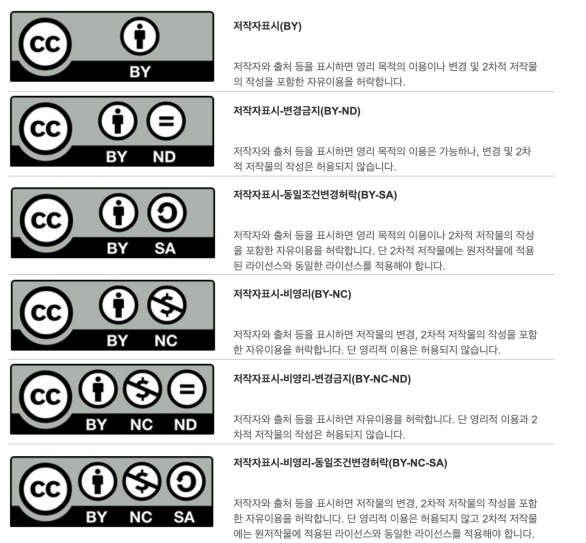 저작자표시(BY)
cc
BY
저작자와 출처 등을 표시하면 영리 목적의 이용이나 변경 및 2차적 저작물
의 작성을 포함한 자유이용을 허락합니다.
저작자표시-변경금지(BY-ND)
cc =
BY ND
저작자와 출처 등을 표시하면 영리 목적의 이용은 가능하나, 변경 및 2차
적 저작물의 작성은 허용되지 않습니다.
저작자표시-동일조건변경허락(BY-SA)
cc
BY SA
저작자와 출처 등을 표시하면 영리 목적의 이용이나 2차적 저작물의 작성
을 포함한 자유이용을 허락합니다. 단 2차적 저작물에는 원저작물에 적용
된 라이선스와 동일한 라이선스를 적용해야 합니다.
저작자표시-비영리(BY-NC)
cc $
BY NC
저작자와 출처 등을 표시하면 저작물의 변경, 2차적 저작물의 작성을 포함
한 자유이용을 허락합니다. 단 영리적 이용은 허용되지 않습니다.
저작자표시-비영리-변경금지(BY-NC-ND)
cc $ =
BY NC ND
저작자와 출처 등을 표시하면 자유이용을 허락합니다. 단 영리적 이용과 2
차적 저작물의 작성은 허용되지 않습니다.
저작자표시-비영리-동일조건변경허락(BY-NC-SA)
cc $
BY NC SA
저작자와 출처 등을 표시하면 저작물의 변경, 2차적 저작물의 작성을 포함
한 자유이용을 허락합니다. 단 영리적 이용은 허용되지 않고 2차적 저작물
에는 원저작물에 적용된 라이선스와 동일한 라이선스를 적용해야 합니다.